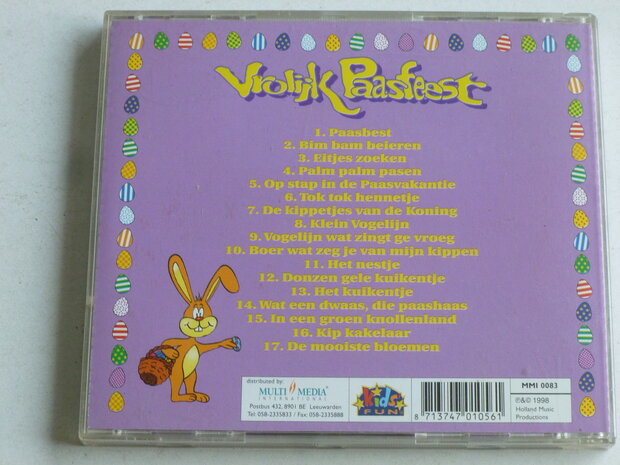 Vrolijk Paasfeest
1. Paasbest
2. Bim bam beieren
3. Eitjes zoeken
4. Palm palm pasen
5. Op stap in de Paasvakantie
6. Tok tok hennetje
7. De kippetjes van de Koning
8. Klein Vogelijn
9. Vogelijn wat zingt ge vroeg
10. Boer wat zeg je van mijn kippen
11. Het nestje
12. Donzen gele kuikentje
13. Het kuikentje
14. Wat een dwaas, die paashaas
15. In een groen knollenland
16. Kip kakelaar
17. De mooiste bloemen
distributed by:
MULTI MEDIA
INTERNATIONAL
Postbus 432, 8901 BE Leeuwarden
Tel 058-2335833 / Fax 058-2335888
Kids
FUN
8 713747 010561
MMI 0083
℗&© 1998
Holland Music
Productions